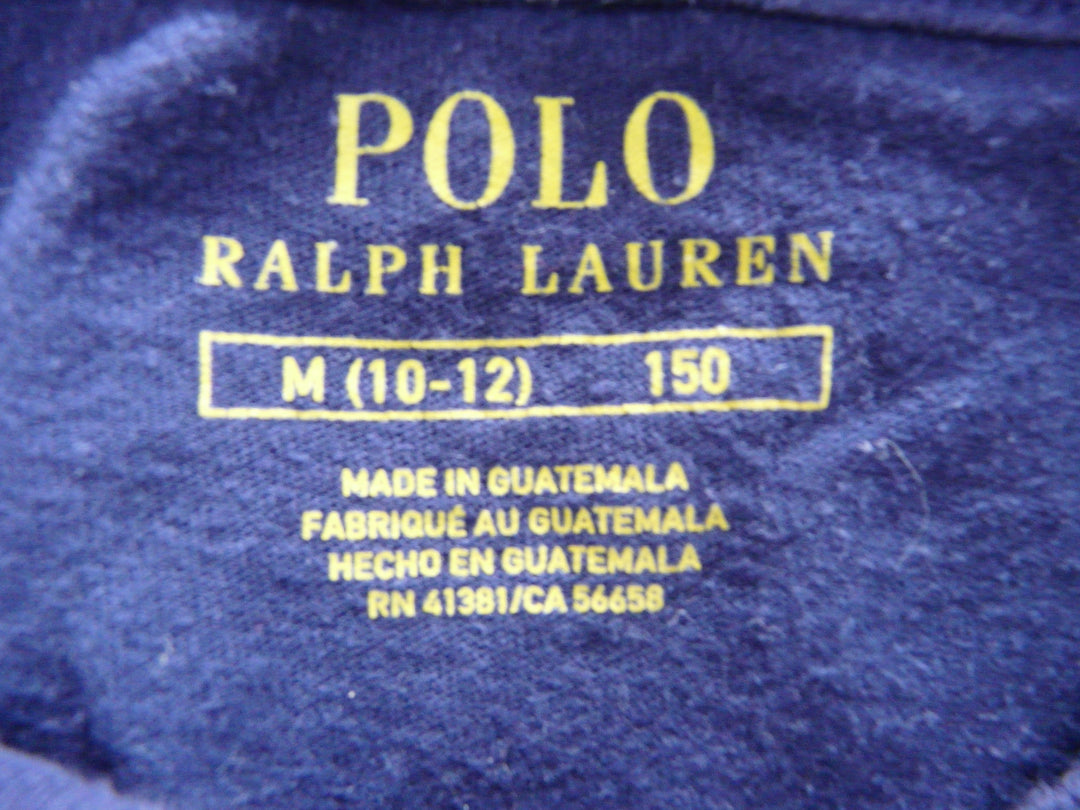 POLO
RALPH LAUREN
M (10-12) 150
MADE IN GUATEMALA
FABRIQUÉ AU GUATEMALA
HECHO EN GUATEMALA
RN 41381/CA 56658